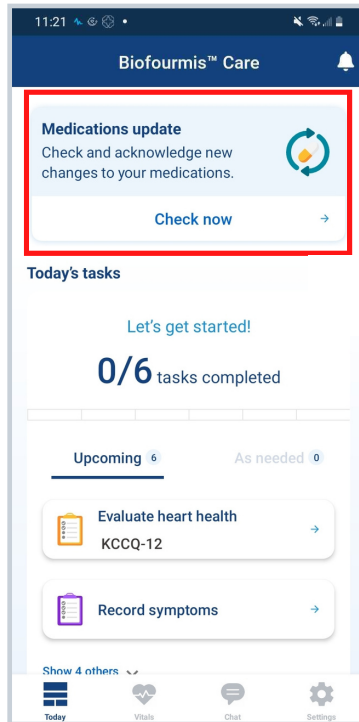 11:21
Biofourmis™ Care
Medications update
Check and acknowledge new
changes to your medications.
Check now
Today's tasks
Let's get started!
0/6 tasks completed
Upcoming 6
As needed 0
Evaluate heart health
KCCQ-12
Record symptoms
Show 4 others
Today
Vitals
Chat
Settings